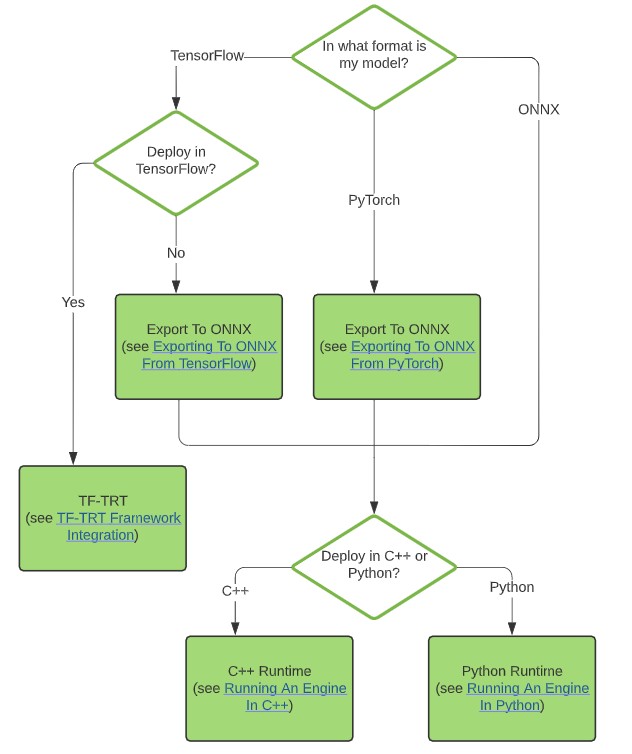 In what format is
my model?
TensorFlow
ONNX
Deploy in
TensorFlow?
PyTorch
No
Yes
Export To ONNX
(see Exporting To ONNX
From TensorFlow)
Export To ONNX
(see Exporting To ONNX
From PyTorch)
TF-TRT
(see TF-TRT Framework
Integration)
Deploy in C++ or
Python?
C++
Python
C++ Runtime
(see Running An Engine
In C++)
Python Runtime
(see Running An Engine
In Python)